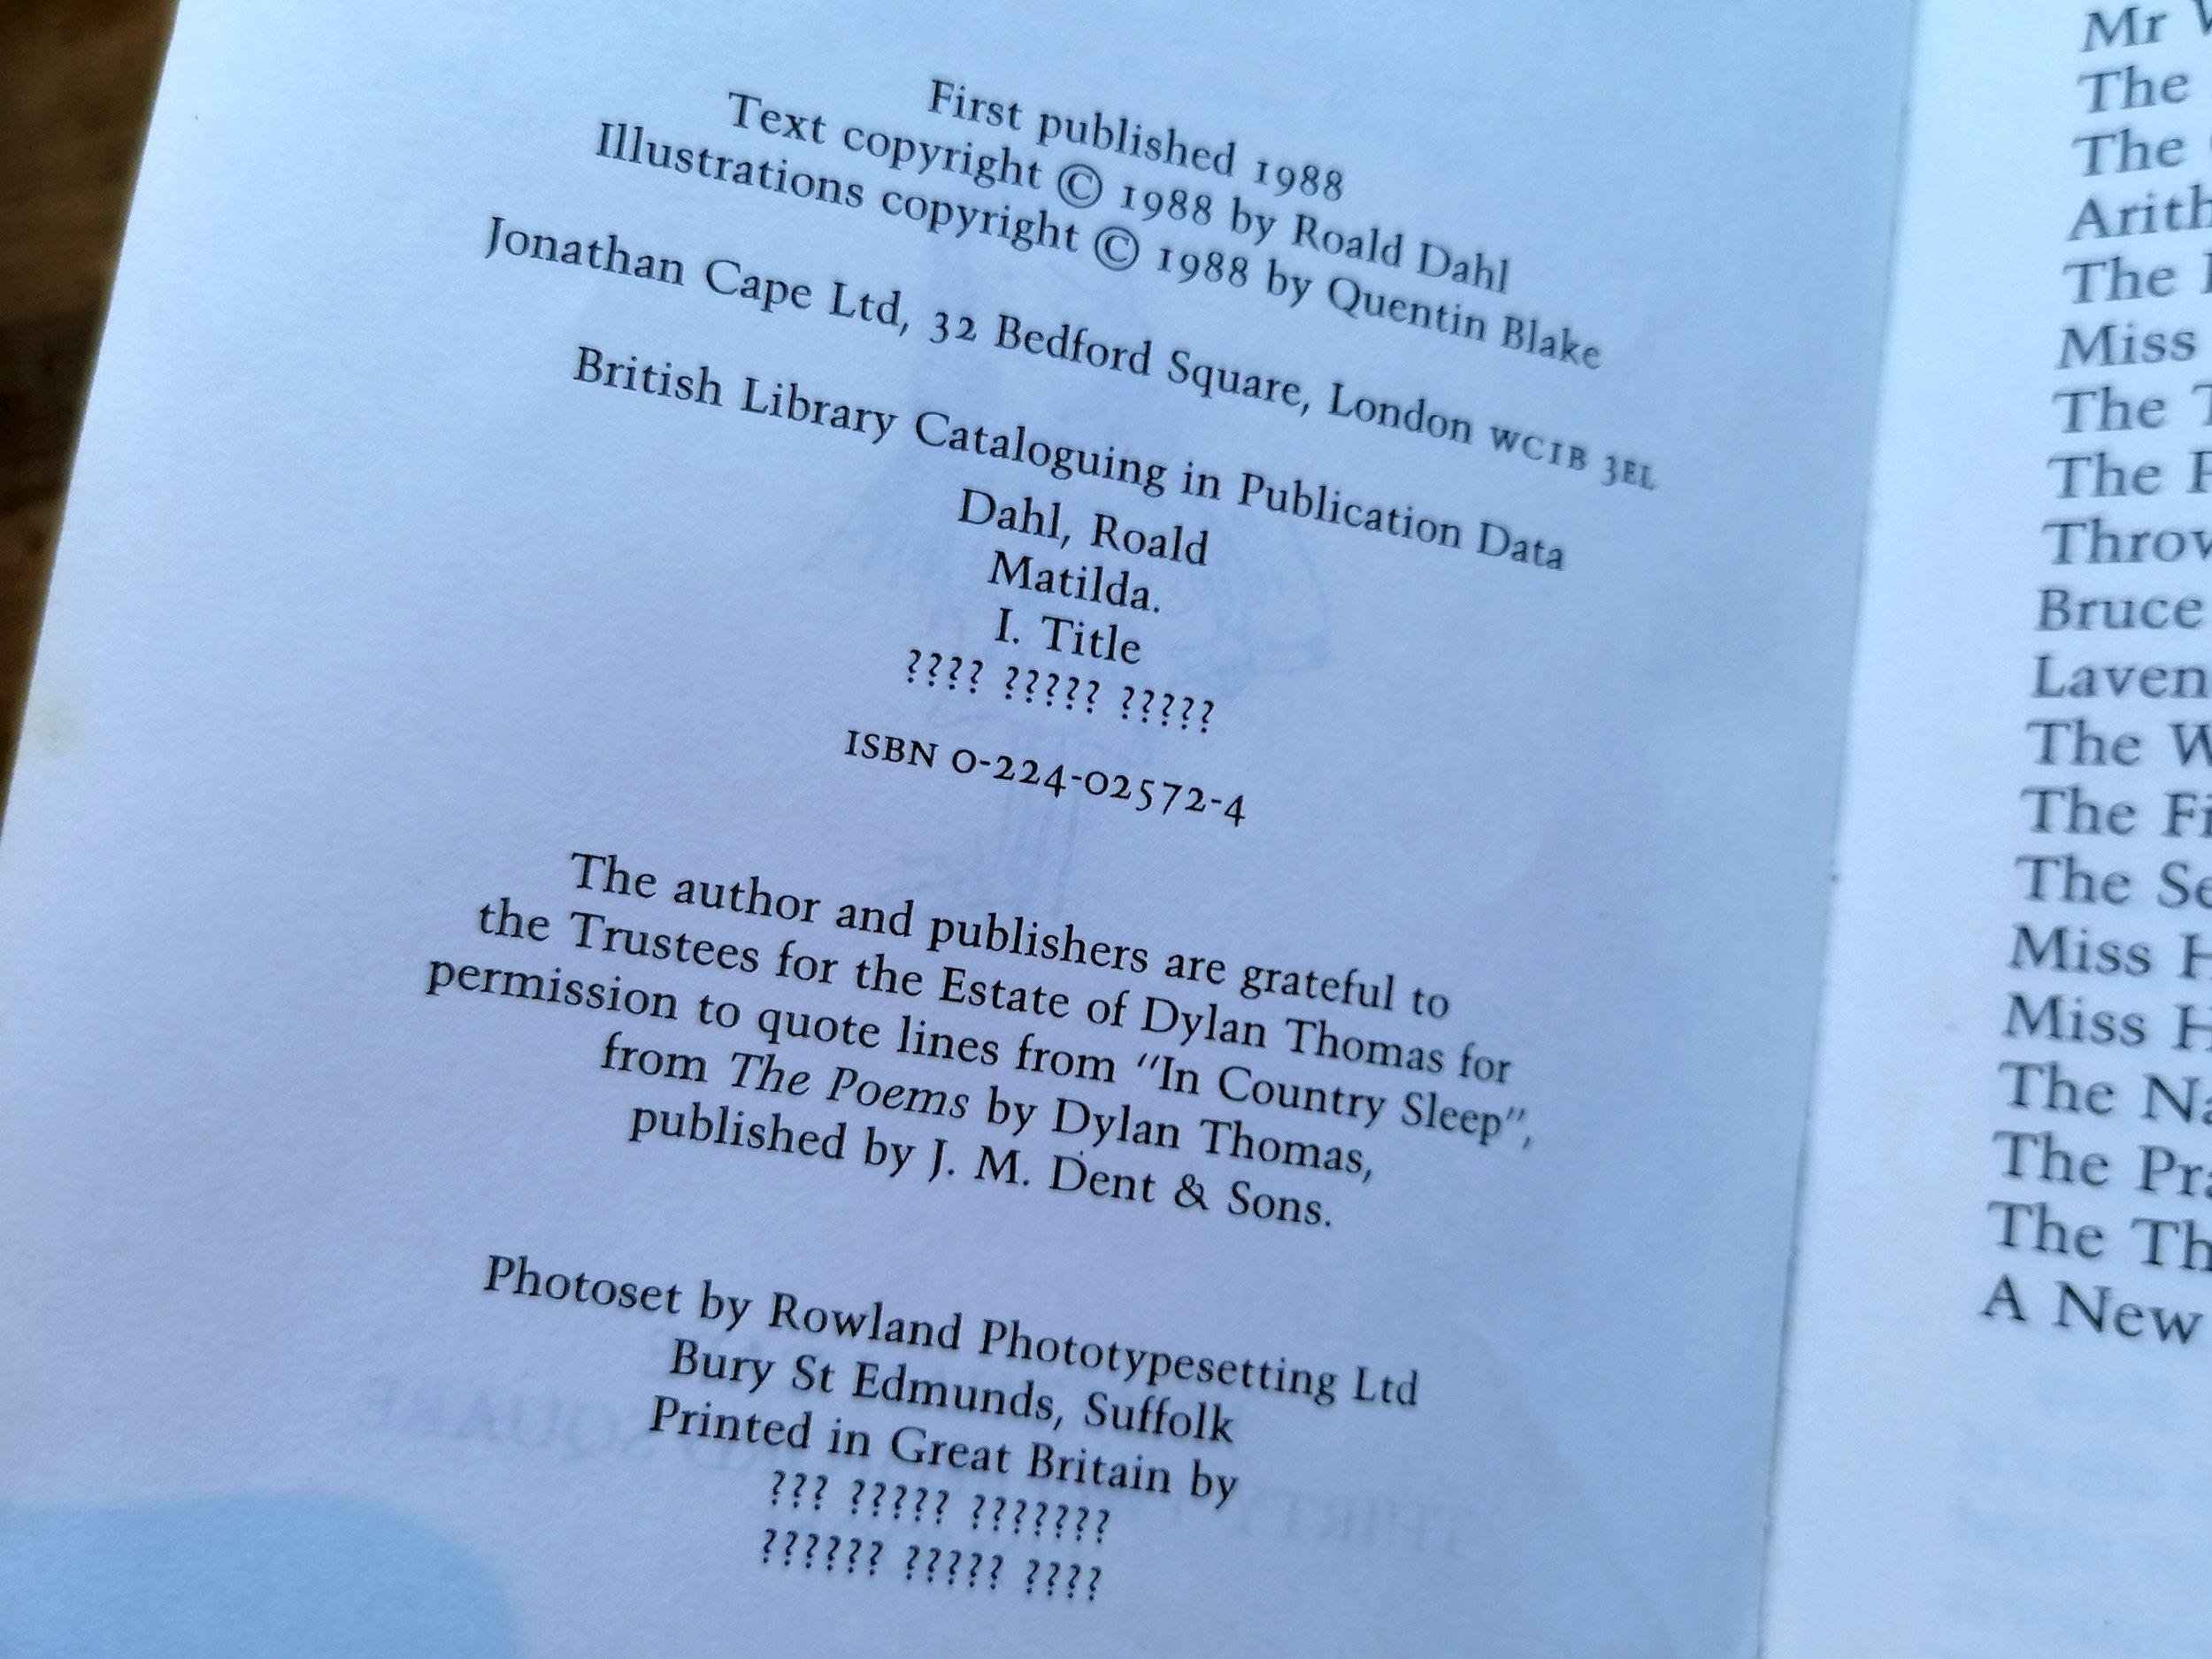 First published 1988
Text copyright © 1988 by Roald Dahl
Illustrations copyright © 1988 by Quentin Blake
Jonathan Cape Ltd, 32 Bedford Square, London WC1B 3EL
British Library Cataloguing in Publication Data
Dahl, Roald
Matilda.
I. Title
???? ????? ?????
ISBN 0-224-02572-4
The author and publishers are grateful to
the Trustees for the Estate of Dylan Thomas for
permission to quote lines from "In Country Sleep",
from The Poems by Dylan Thomas,
published by J. M. Dent & Sons.
Photoset by Rowland Phototypesetting Ltd
Bury St Edmunds, Suffolk
Printed in Great Britain by
??? ????? ???????
?????? ????? ????
Mr
The
The
The
Miss
The
The
Bruce
The
The
The
Miss
Miss
The
The
The
A New